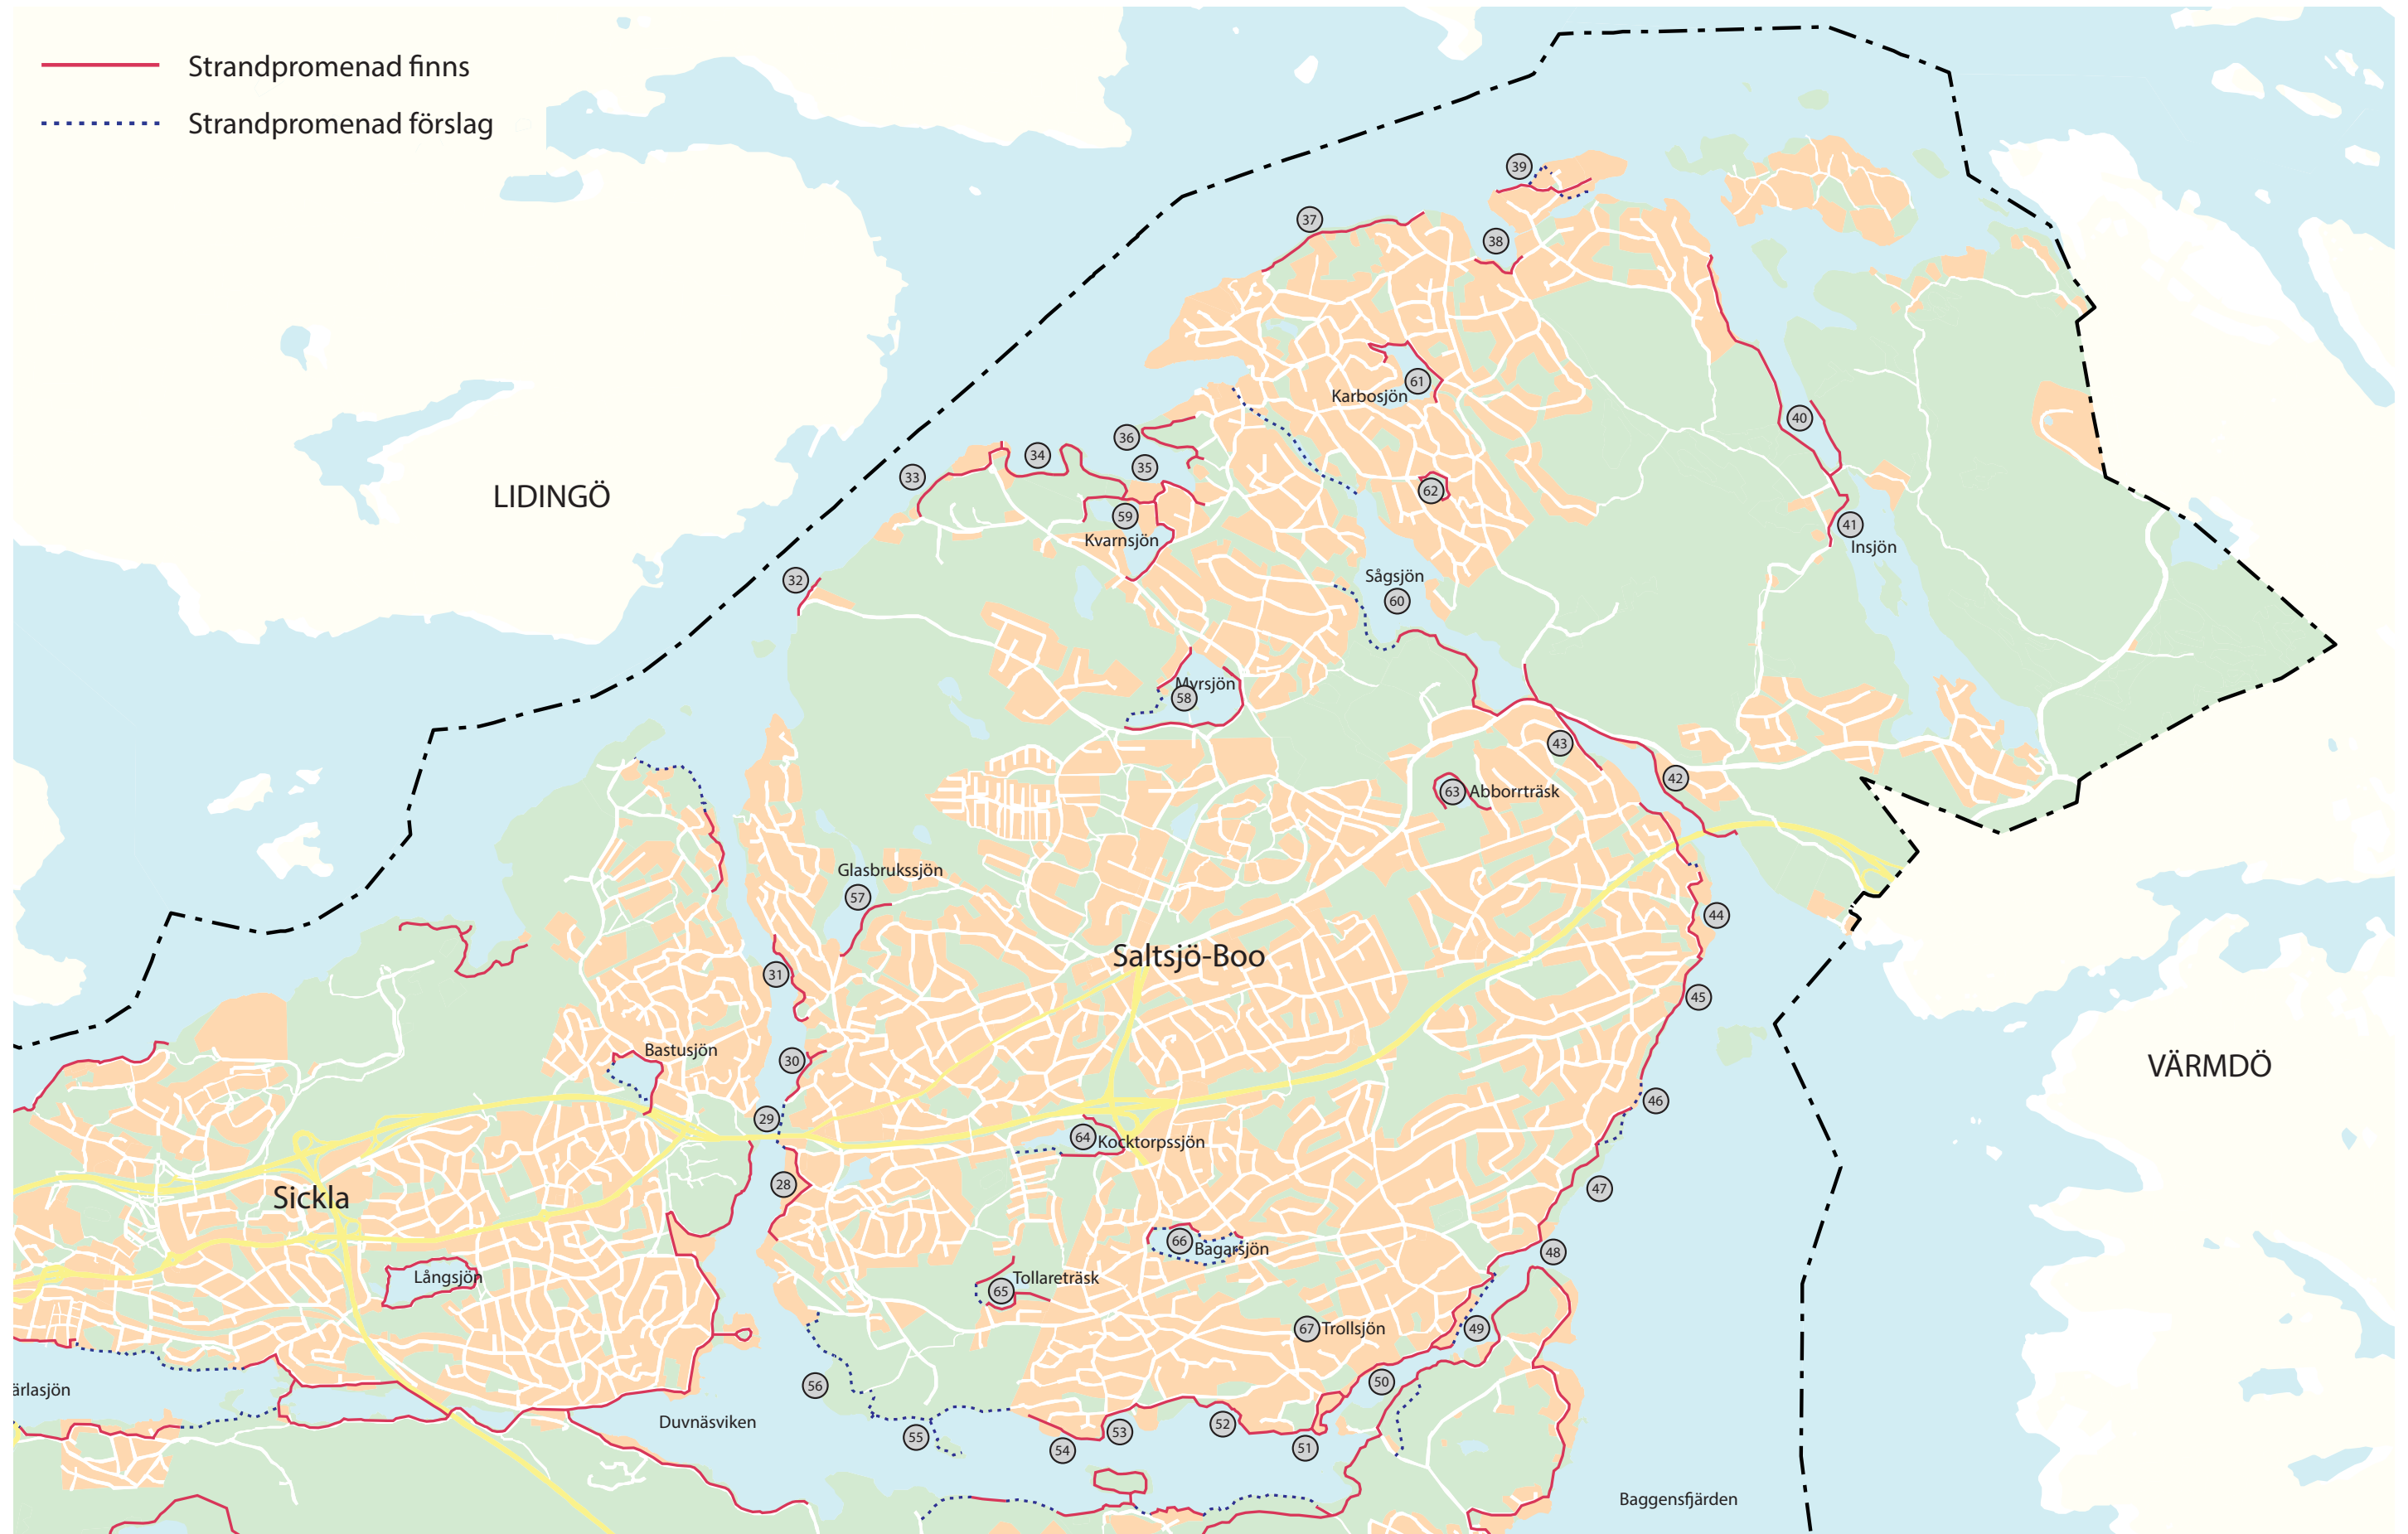 Strandpromenad finns
Strandpromenad förslag
39
37
38
61
Karbosjön
40
36
34
35
33
62
LIDINGÖ
59
41
Kvarnsjön
Insjön
Sågsjön
32
60
Myrsjön
58
43
42
63
Abborrträsk
Glasbrukssjön
57
44
Saltsjö-Boo
31
45
Bastusjön
30
VÄRMDÖ
46
29
64
Kocktorpssjön
28
47
Sickla
66
Bagarsjön
48
Långsjön
Tollareträsk
65
67
Trollsjön
49
56
50
ärlasjön
Duvnäsviken
52
53
55
54
51
Baggensfjärden